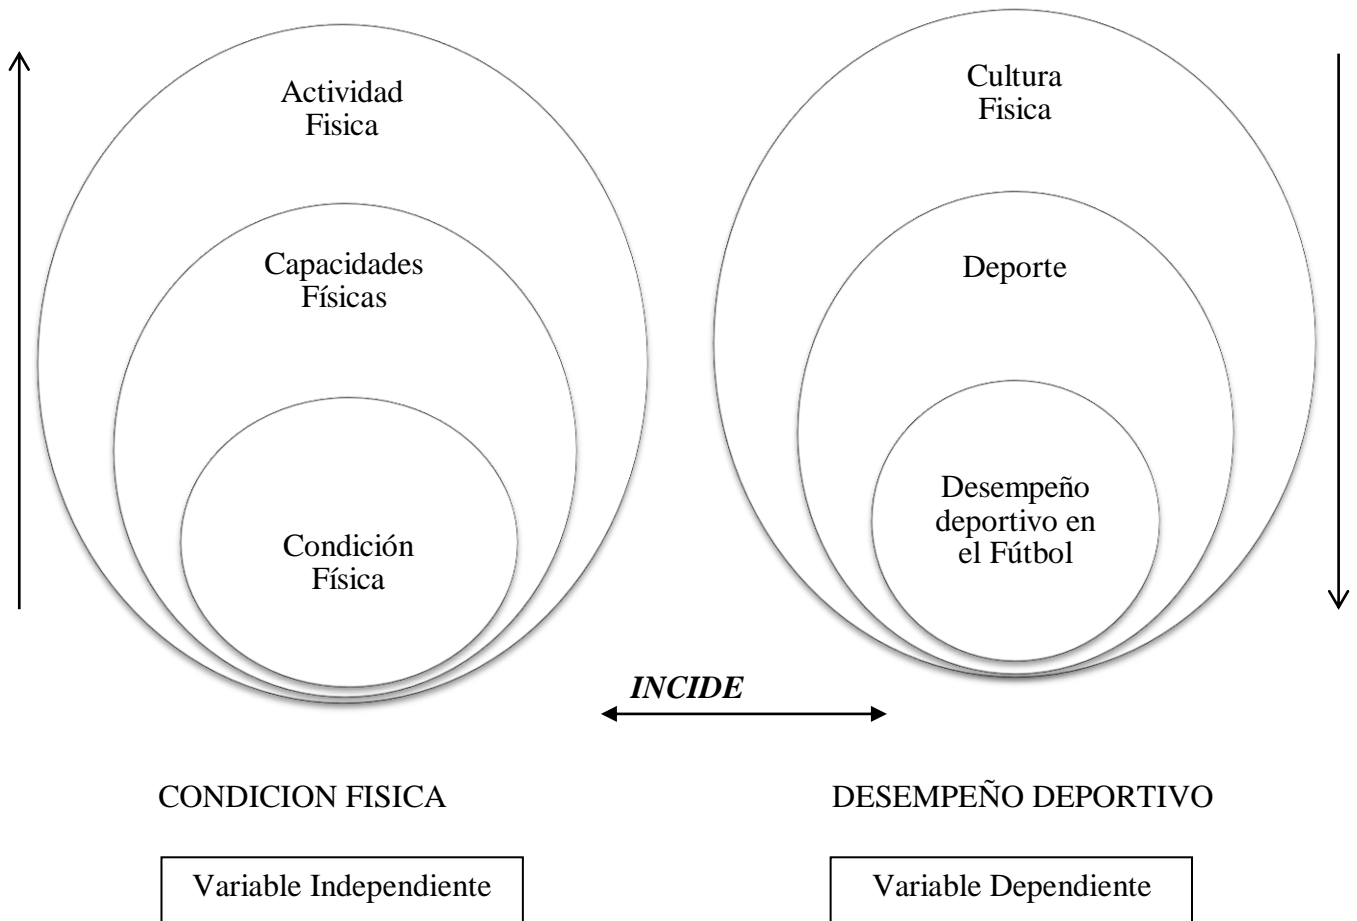 Actividad
Fisica
Capacidades
Físicas
Condición
Física
Cultura
Fisica
Deporte
Desempeño
deportivo en
el Fútbol
INCIDE
CONDICION FISICA
DESEMPEÑO DEPORTIVO
Variable Independiente
Variable Dependiente